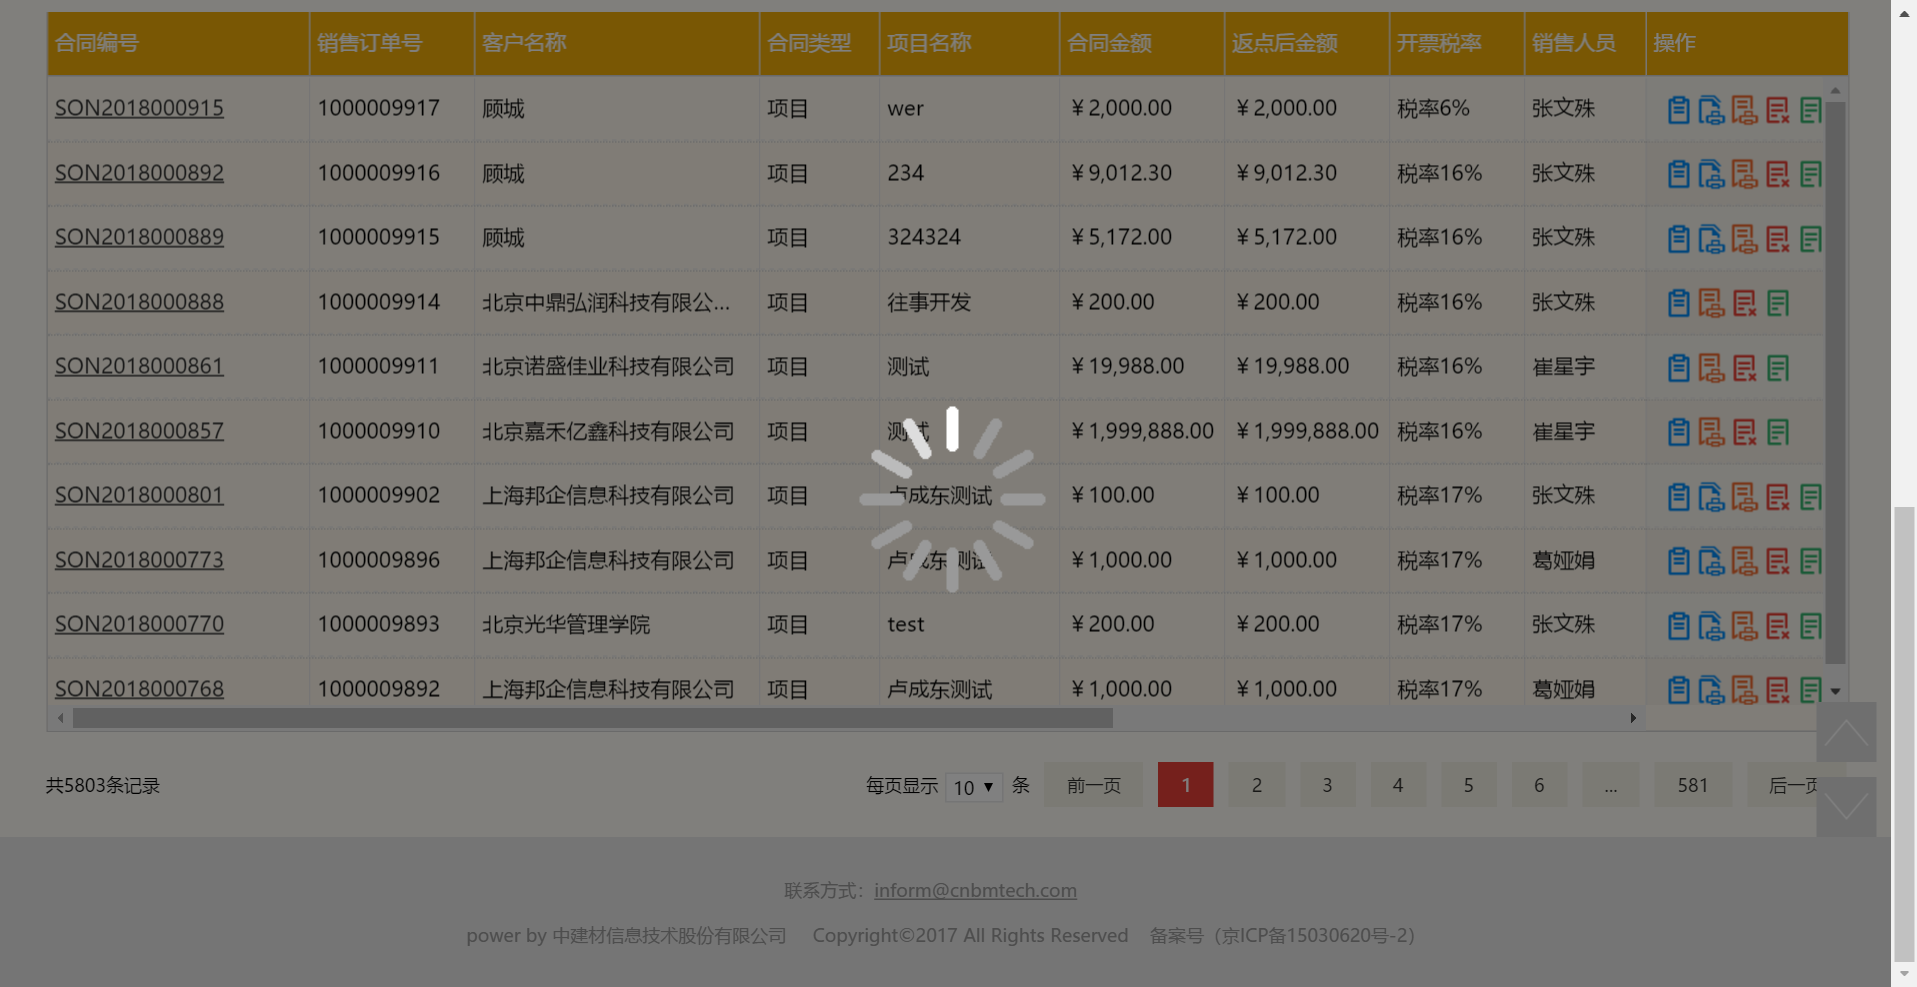 合同编号 销售订单号 客户名称 合同类型 项目名称 合同金额 返点后金额 开票税率 销售人员 操作
SON2018000915 1000009917 顾城 项目 wer ¥2,000.00 ¥2,000.00 税率6% 张文殊
SON2018000892 1000009916 顾城 项目 234 ¥9,012.30 ¥9,012.30 税率16% 张文殊
SON2018000889 1000009915 顾城 项目 324324 ¥5,172.00 ¥5,172.00 税率16% 张文殊
SON2018000888 1000009914 北京中鼎弘润科技有限公... 项目 往事开发 ¥200.00 ¥200.00 税率16% 张文殊
SON2018000861 1000009911 北京诺盛佳业科技有限公司 项目 测试 ¥19,988.00 ¥19,988.00 税率16% 崔星宇
SON2018000857 1000009910 北京嘉禾亿鑫科技有限公司 项目 测试 ¥1,999,888.00 ¥1,999,888.00 税率16% 崔星宇
SON2018000801 1000009902 上海邦企信息科技有限公司 项目 卢成东测试 ¥100.00 ¥100.00 税率17% 张文殊
SON2018000773 1000009896 上海邦企信息科技有限公司 项目 卢成东测试 ¥1,000.00 ¥1,000.00 税率17% 葛娅娟
SON2018000770 1000009893 北京光华管理学院 项目 test ¥200.00 ¥200.00 税率17% 张文殊
SON2018000768 1000009892 上海邦企信息科技有限公司 项目 卢成东测试 ¥1,000.00 ¥1,000.00 税率17% 葛娅娟
共5803条记录 每页显示 10 条 前一页 1 2 3 4 5 6 ... 581 后一页
联系方式：inform@cnbmtech.com
power by 中建材信息技术股份有限公司 Copyright©2017 All Rights Reserved 备案号（京ICP备15030620号-2）